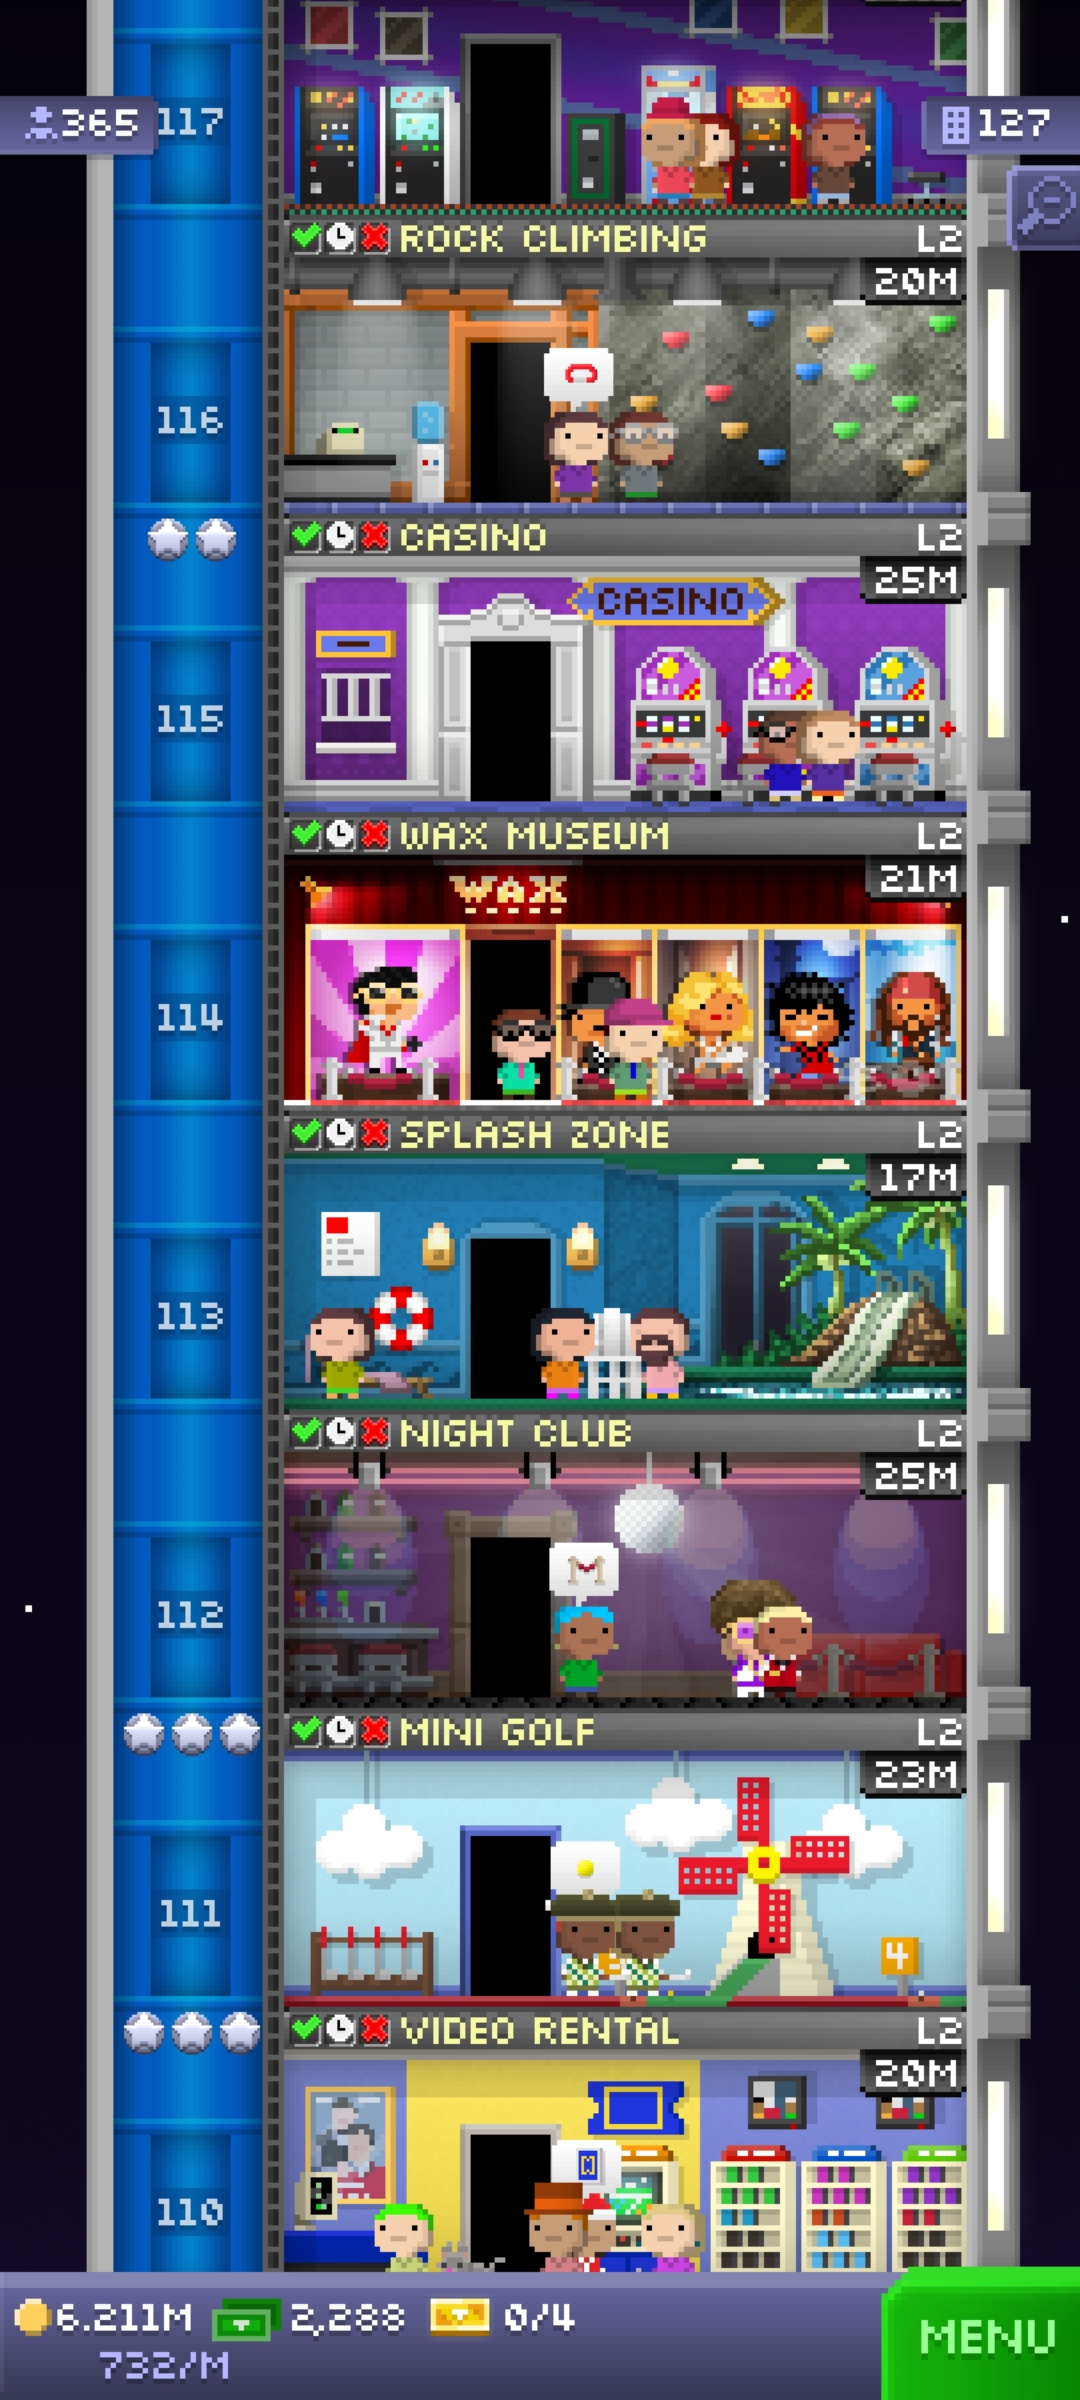 365
117
127
ROCK CLIMBING
L2
20M
116
CASINO
L2
25M
CASINO
115
WAX MUSEUM
L2
21M
WAX
114
SPLASH ZONE
L2
17M
113
NIGHT CLUB
L2
25M
M
112
MINI GOLF
L2
23M
111
4
VIDEO RENTAL
L2
20M
110
6.211M
2,288
0/4
732/M
MENU